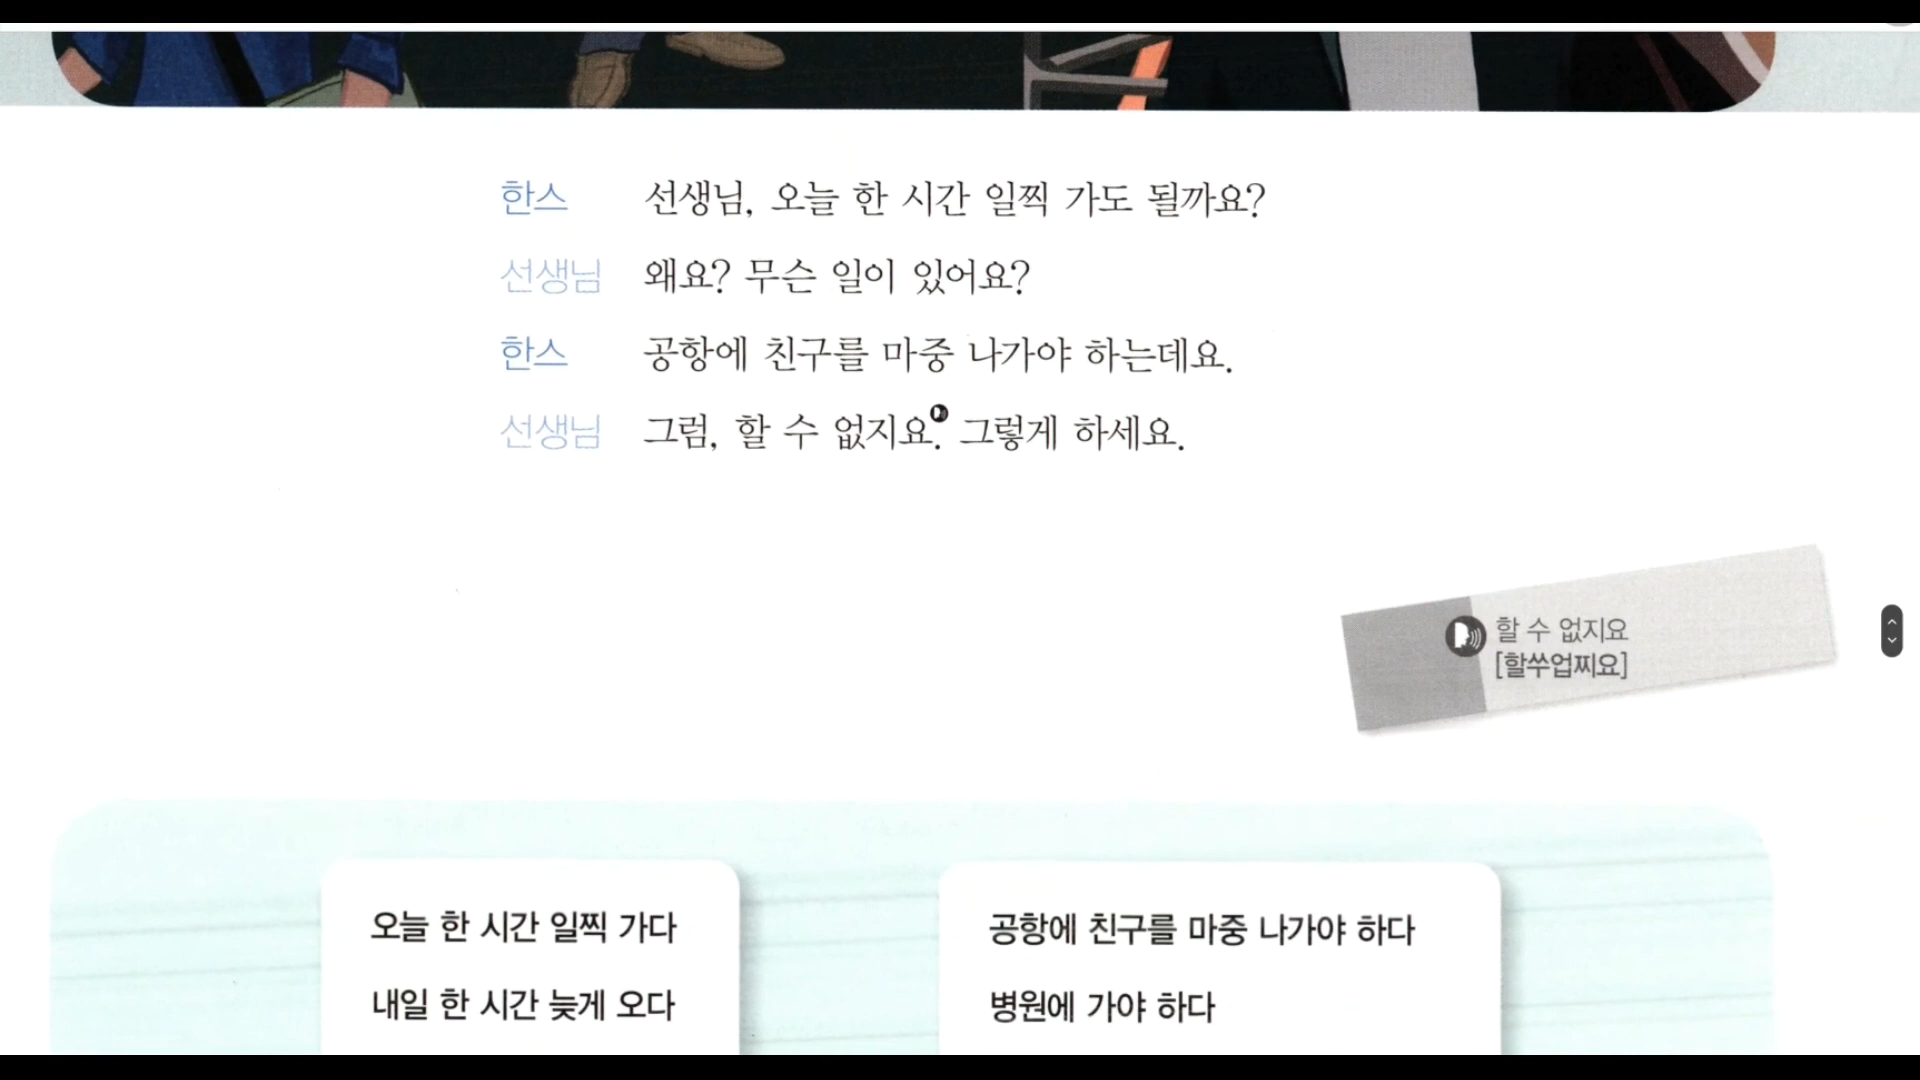 한스 선생님, 오늘 한 시간 일찍 가도 될까요?
선생님 왜요? 무슨 일이 있어요?
한스 공항에 친구를 마중 나가야 하는데요.
선생님 그럼, 할 수 없지요. 그렇게 하세요.
할 수 없지요
[할쑤업찌요]
오늘 한 시간 일찍 가다
내일 한 시간 늦게 오다
공항에 친구를 마중 나가야 하다
병원에 가야 하다